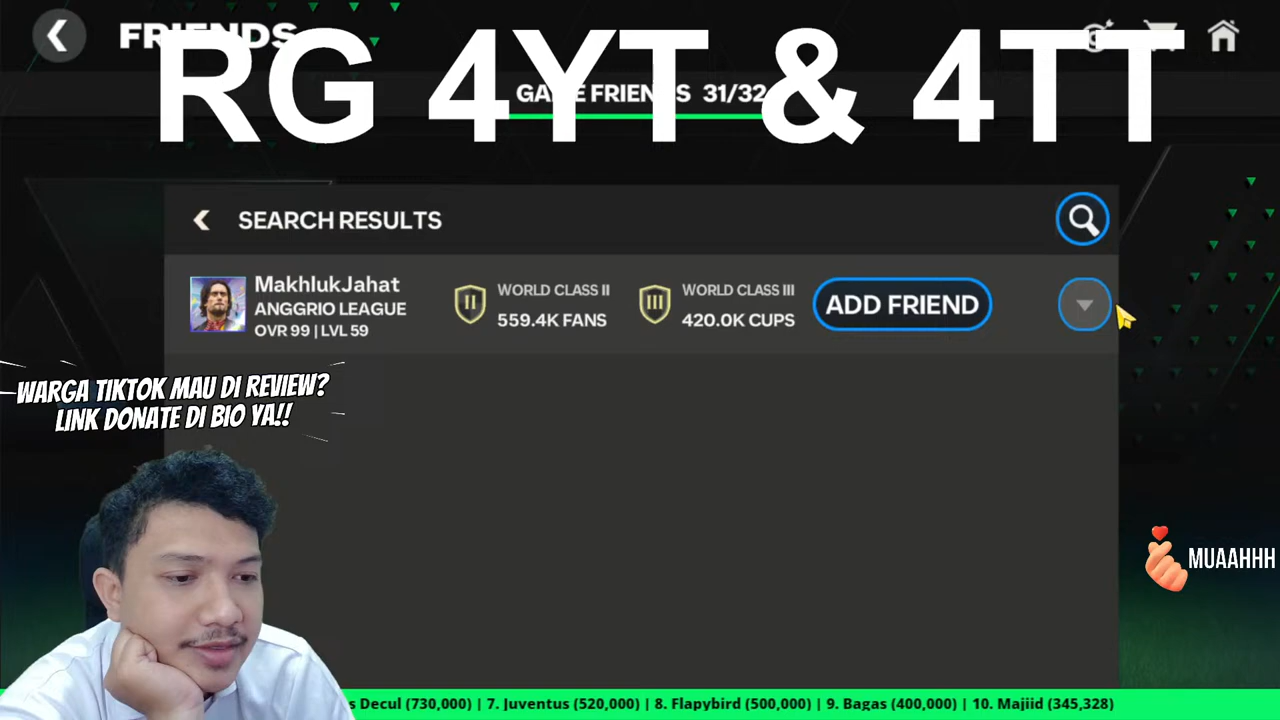 FRIENDS
RG 4YT & 4TT
GAME FRIENDS 31/32
SEARCH RESULTS
MakhlukJahat
ANGGRIO LEAGUE
OVR 99 | LVL 59
II
WORLD CLASS II
559.4K FANS
III
WORLD CLASS III
420.0K CUPS
ADD FRIEND
WARGA TIKTOK MAU DI REVIEW?
LINK DONATE DI BIO YA!!
MUAAHHH
s Decul (730,000) | 7. Juventus (520,000) | 8. Flapybird (500,000) | 9. Bagas (400,000) | 10. Majiid (345,328)